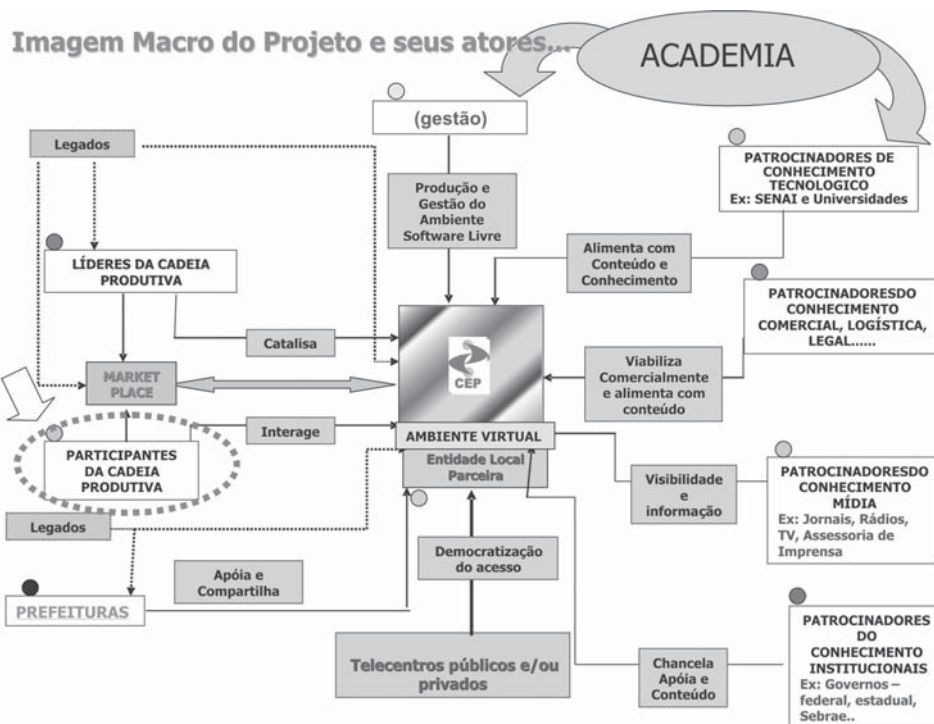 Imagem Macro do Projeto e seus atores...
ACADEMIA
(gestão)
Legados
Produção e
Gestão do
Ambiente
Software Livre
PATROCINADORES DE
CONHECIMENTO
TECNOLOGICO
Ex: SENAI e Universidades
LÍDERES DA CADEIA
PRODUTIVA
Alimenta com
Conteúdo e
Conhecimento
PATROCINADORESDO
CONHECIMENTO
COMERCIAL, LOGÍSTICA,
LEGAL......
Catalisa
MARKET
PLACE
CEP
Viabiliza
Comercialmente
e alimenta com
conteúdo
Interage
AMBIENTE VIRTUAL
Entidade Local
Parceira
PARTICIPANTES
DA CADEIA
PRODUTIVA
Visibilidade
e
informação
PATROCINADORESDO
CONHECIMENTO
MÍDIA
Ex: Jornais, Rádios,
TV, Assessoria de
Imprensa
Legados
Democratização
do acesso
Apóia e
Compartilha
PREFEITURAS
Telecentros públicos e/ou
privados
Chancela
Apóia e
Conteúdo
PATROCINADORES
DO
CONHECIMENTO
INSTITUCIONAIS
Ex: Governos –
federal, estadual,
Sebrae..